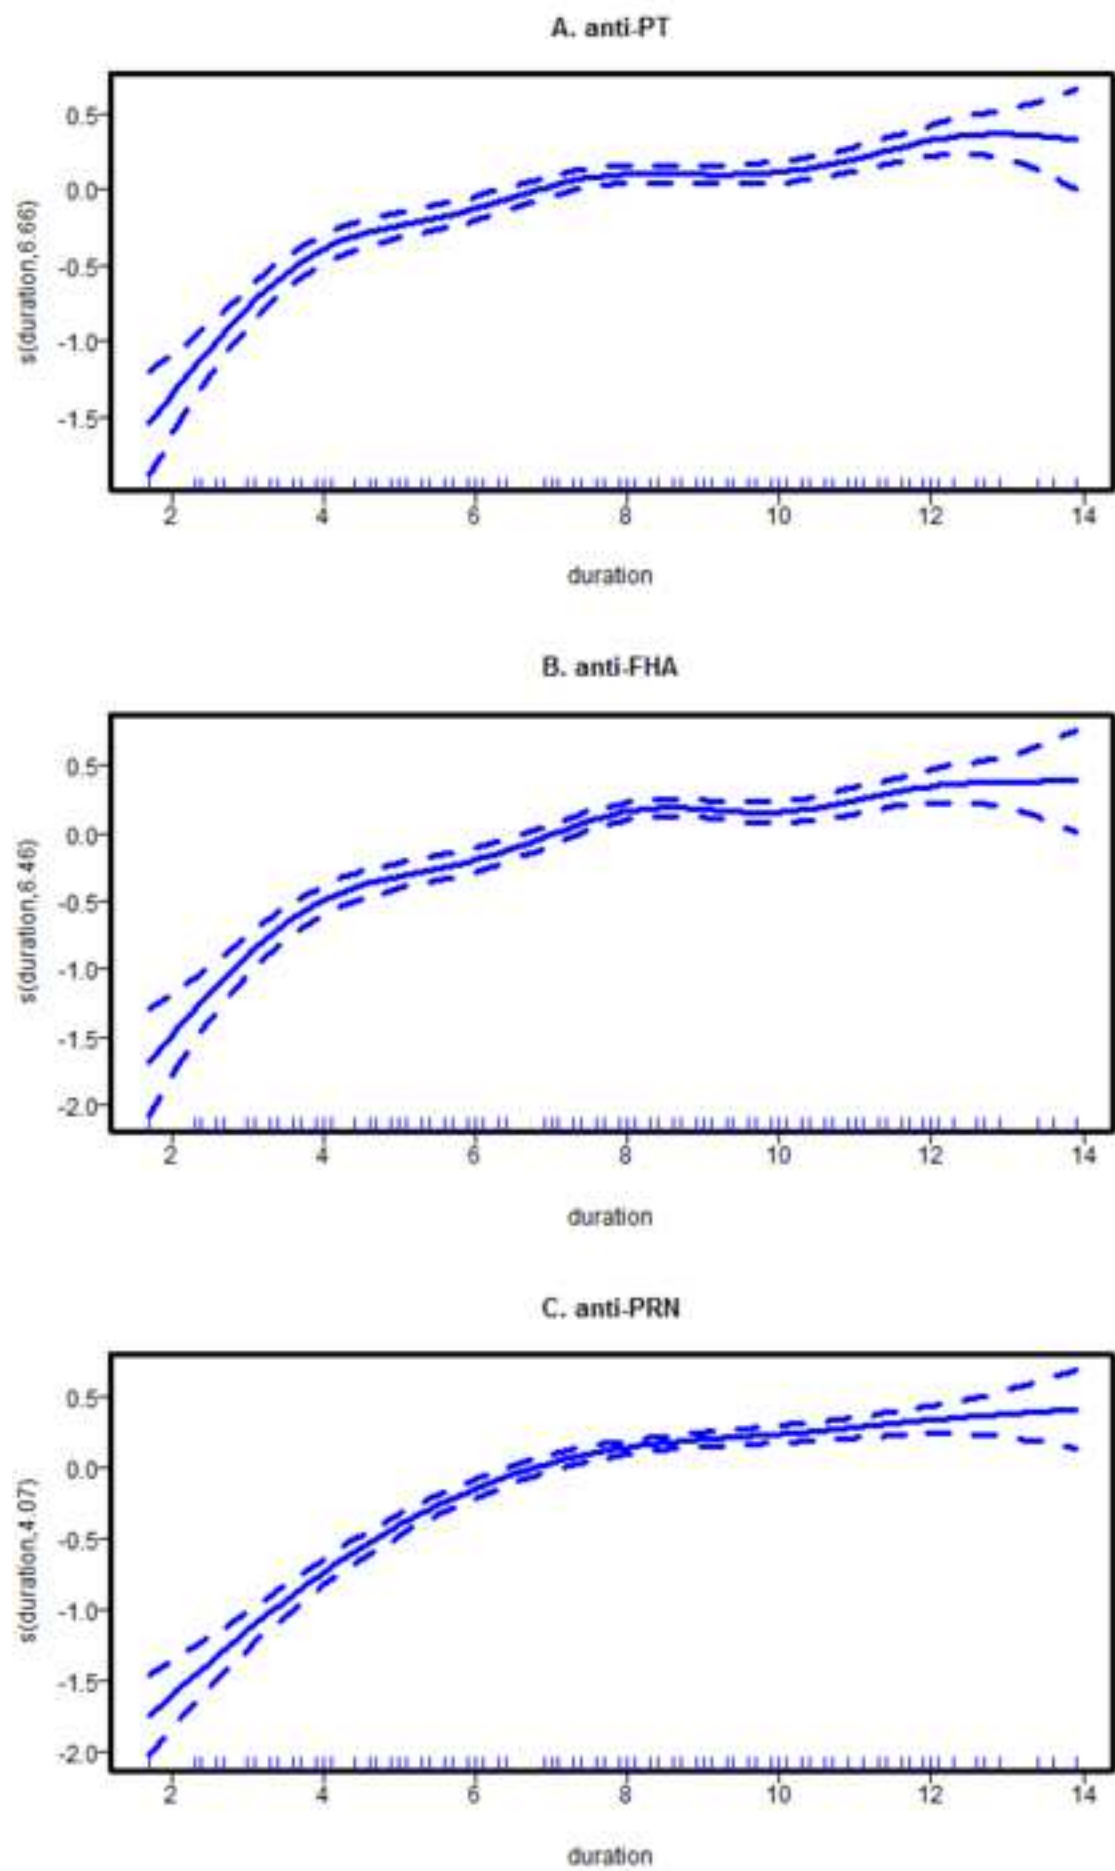 A. anti-PT
s(duration,6.66)
0.5
0.0
-0.5
-1.0
-1.5
2 4 6 8 10 12 14
duration
B. anti-FHA
s(duration,6.46)
0.5
0.0
-0.5
-1.0
-1.5
-2.0
2 4 6 8 10 12 14
duration
C. anti-PRN
s(duration,4.07)
0.5
0.0
-0.5
-1.0
-1.5
-2.0
2 4 6 8 10 12 14
duration